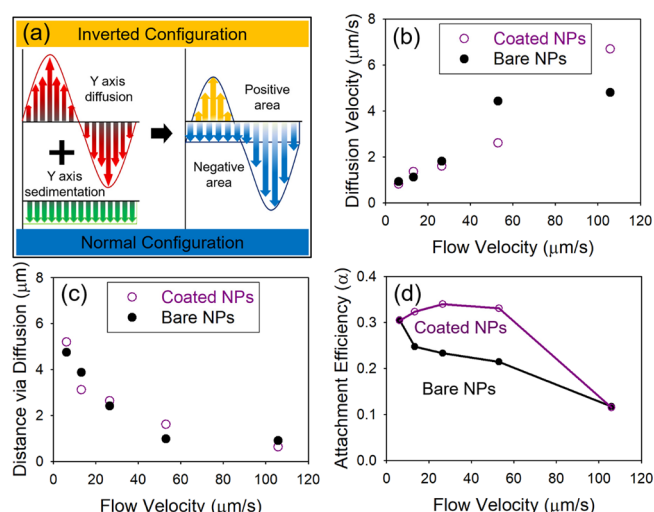 (a)
Inverted Configuration
Y axis
diffusion
Positive
area
Y axis
sedimentation
Negative
area
Normal Configuration
(b)
Coated NPs
Bare NPs
Diffusion Velocity (μm/s)
8
6
4
2
0
0 20 40 60 80 100 120
Flow Velocity (μm/s)
(c)
Coated NPs
Bare NPs
Distance via Diffusion (μm)
8
6
4
2
0
0 20 40 60 80 100 120
Flow Velocity (μm/s)
(d)
Coated NPs
Bare NPs
Attachment Efficiency (α)
0.4
0.3
0.2
0.1
0.0
0 20 40 60 80 100 120
Flow Velocity (μm/s)